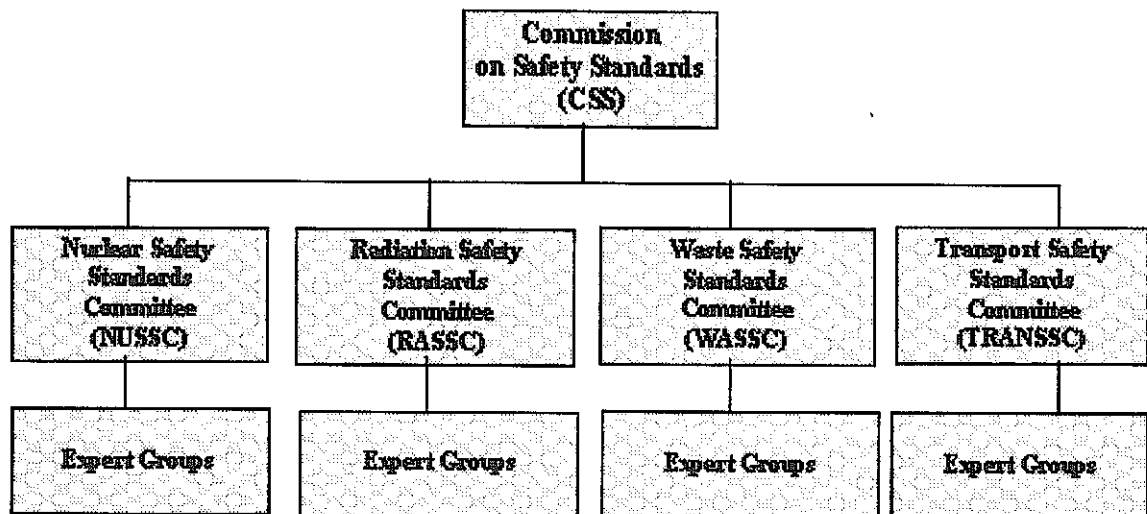 Commission
on Safety Standards
(CSS)
Nuclear Safety
Standards
Committee
(NUSSC)
Radiation Safety
Standards
Committee
(RASSC)
Waste Safety
Standards
Committee
(WASSC)
Transport Safety
Standards
Committee
(TRANSSC)
Expert Groups
Expert Groups
Expert Groups
Expert Groups